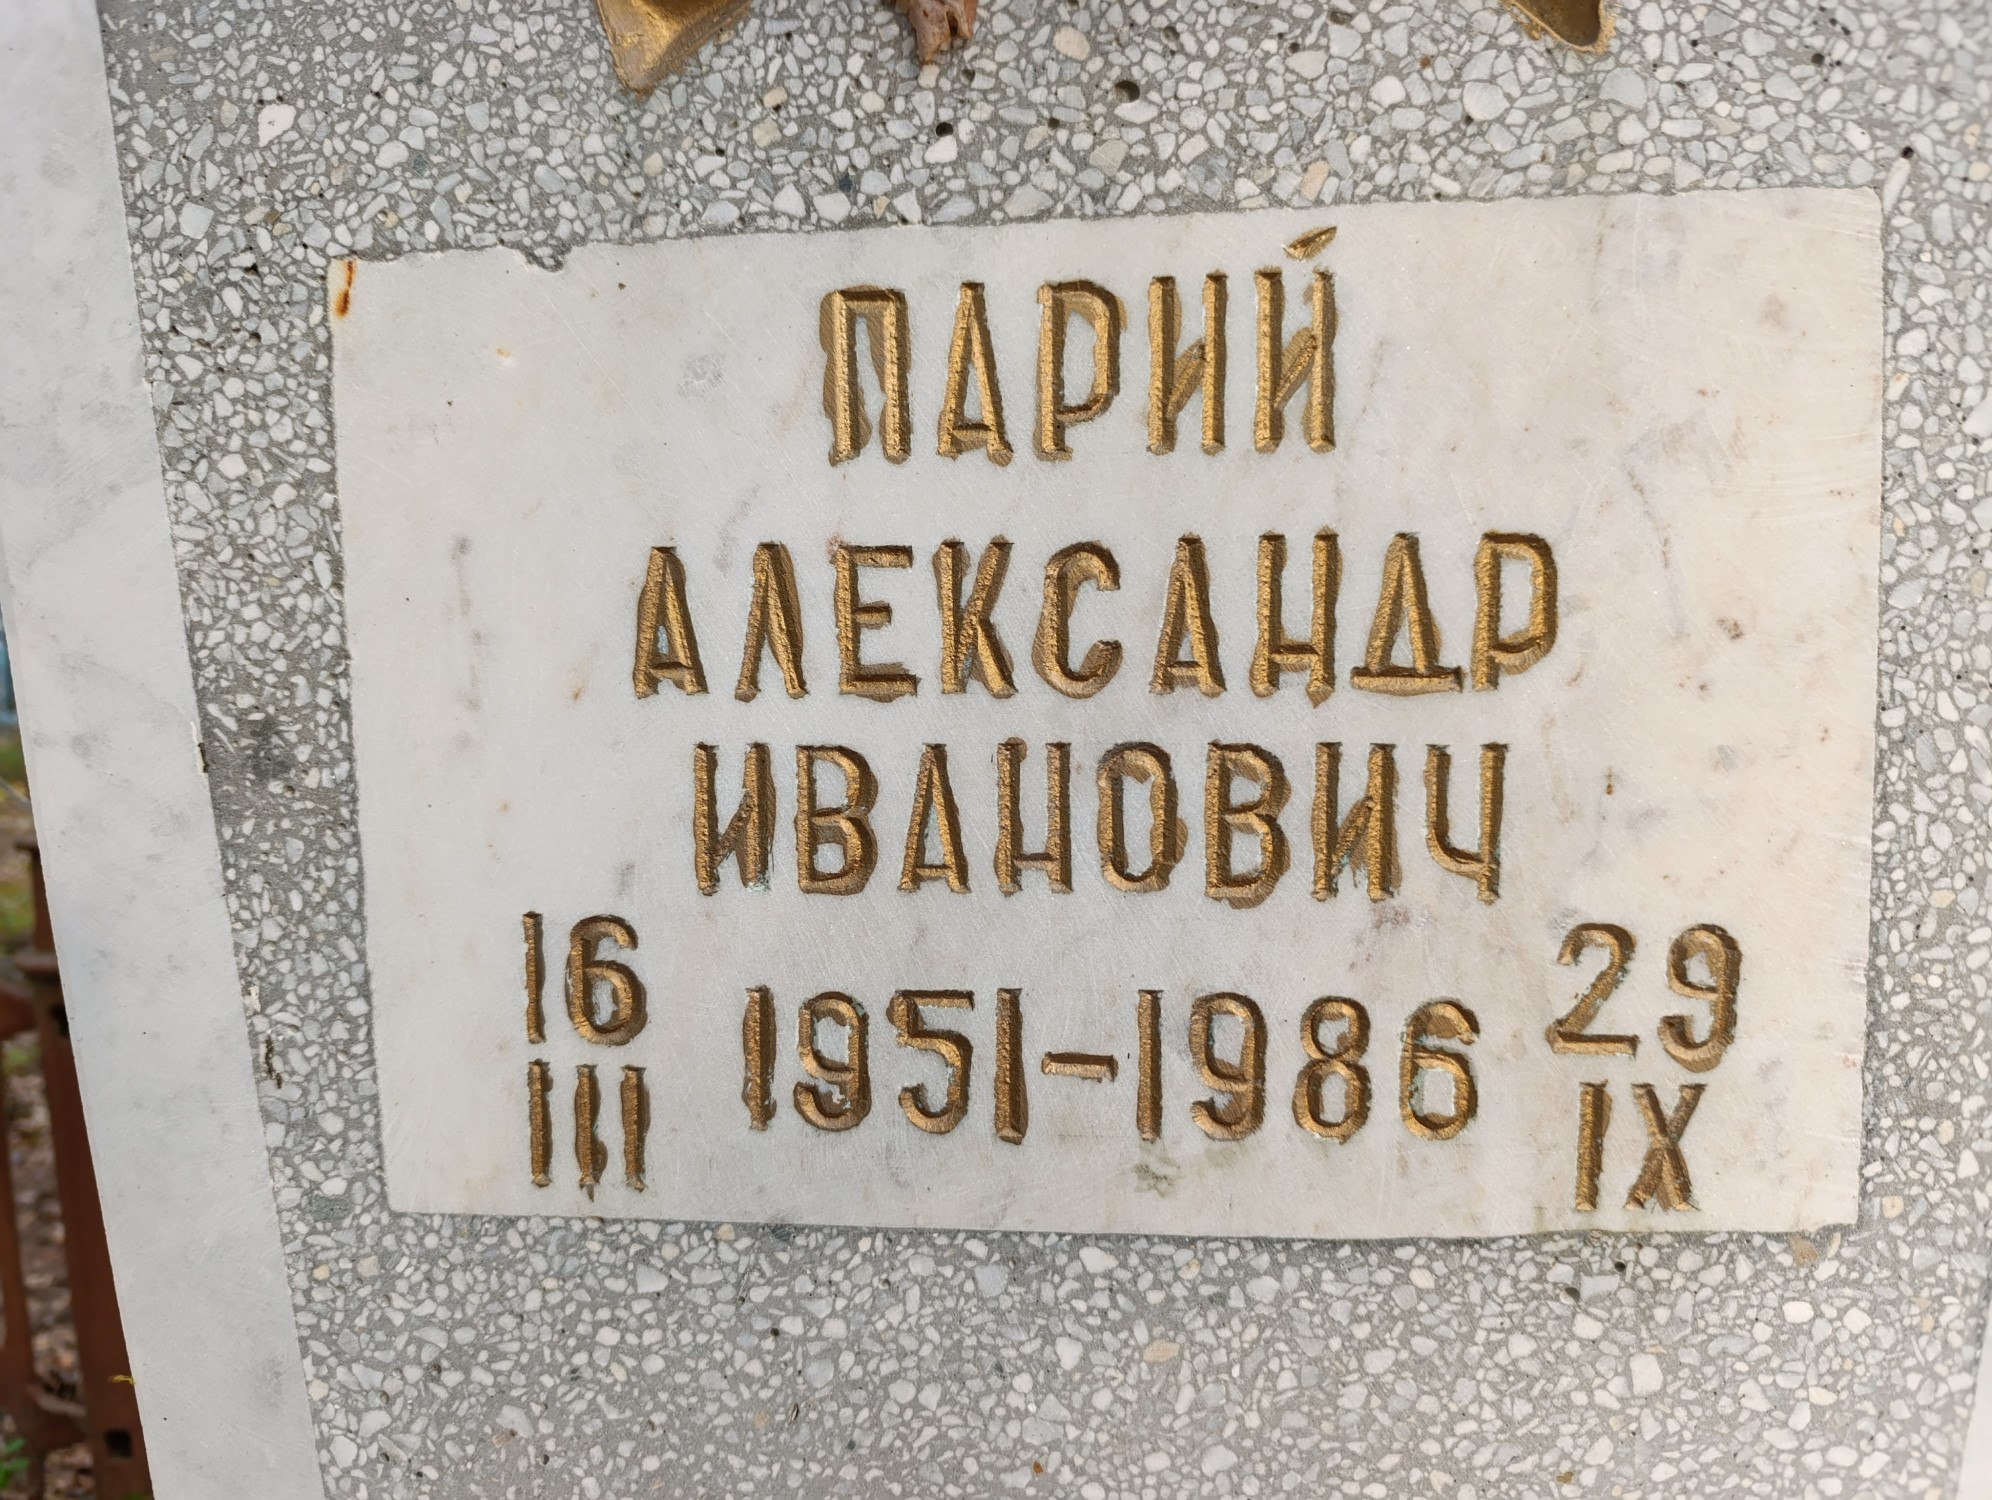 ПАРИЙ
АЛЕКСАНДР
ИВАНОВИЧ
16 29
1951-1986
III IX